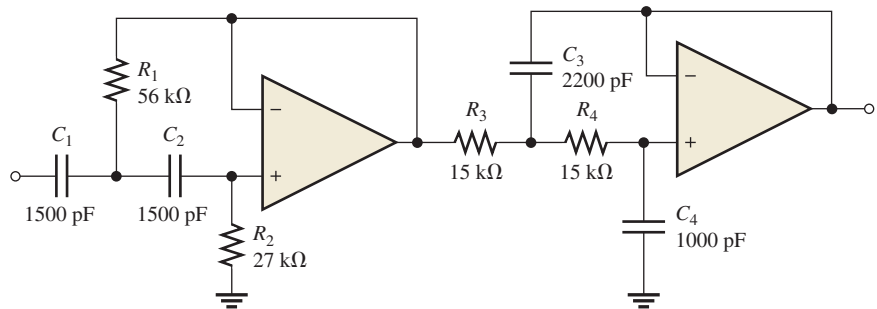 R1
56 kΩ
C1
1500 pF
C2
1500 pF
−
+
R2
27 kΩ
R3
15 kΩ
C3
2200 pF
R4
15 kΩ
−
+
C4
1000 pF